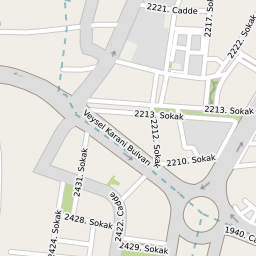 2221. Cadde
2217. Sokak
2222. Sokak
2213. Sokak
2213. Sokak
Veysel Karani Bulvarı
2212. Sokak
2210. Sokak
2431. Sokak
2422. Cadde
2428. Sokak
2424. Sokak
2429. Sokak
1940. Ca